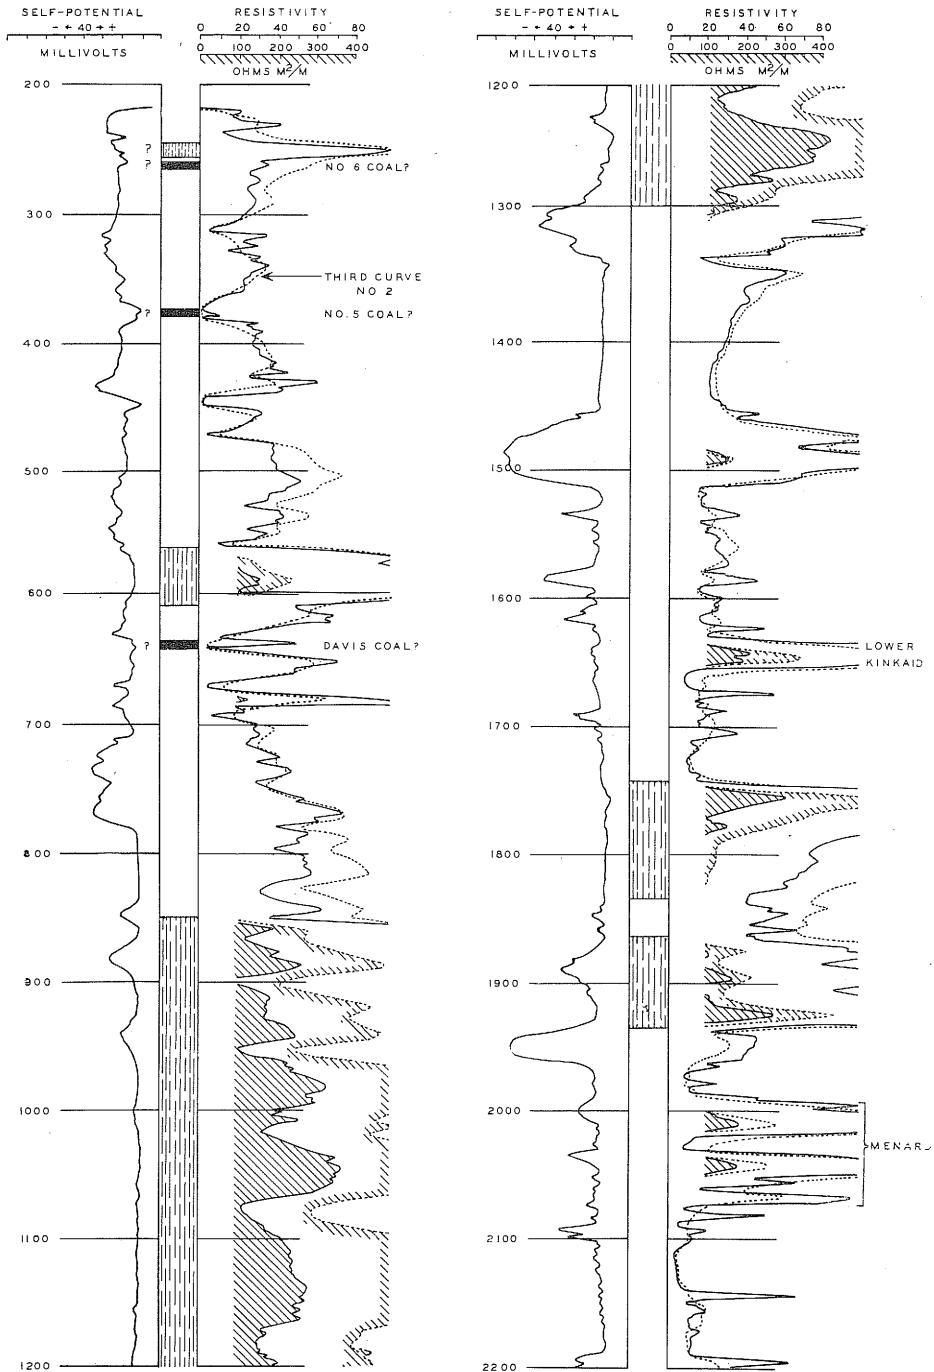 SELF-POTENTIAL
- ← 40 → +
MILLIVOLTS
RESISTIVITY
0 20 40 60
0 100 200 300 400
OHMS M²/M
200
?
?
NO 6 COAL?
300
THIRD CURVE
NO 2
?
NO. 5 COAL?
400
500
600
?
DAVIS COAL?
700
800
900
1000
1100
1200
SELF-POTENTIAL
- ← 40 → +
MILLIVOLTS
RESISTIVITY
0 20 60 80
0 100 200 300 400
OHMS M²/M
1200
1300
1400
1500
1600
LOWER
KINKAID
1700
1800
1900
2000
MENARD
2100
2200